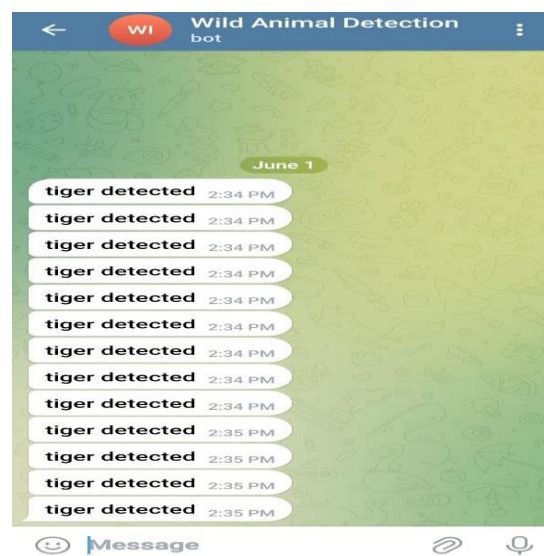 WI
Wild Animal Detection
bot
June 1
tiger detected 2:34 PM
tiger detected 2:34 PM
tiger detected 2:34 PM
tiger detected 2:34 PM
tiger detected 2:34 PM
tiger detected 2:34 PM
tiger detected 2:34 PM
tiger detected 2:34 PM
tiger detected 2:34 PM
tiger detected 2:35 PM
tiger detected 2:35 PM
tiger detected 2:35 PM
tiger detected 2:35 PM
Message